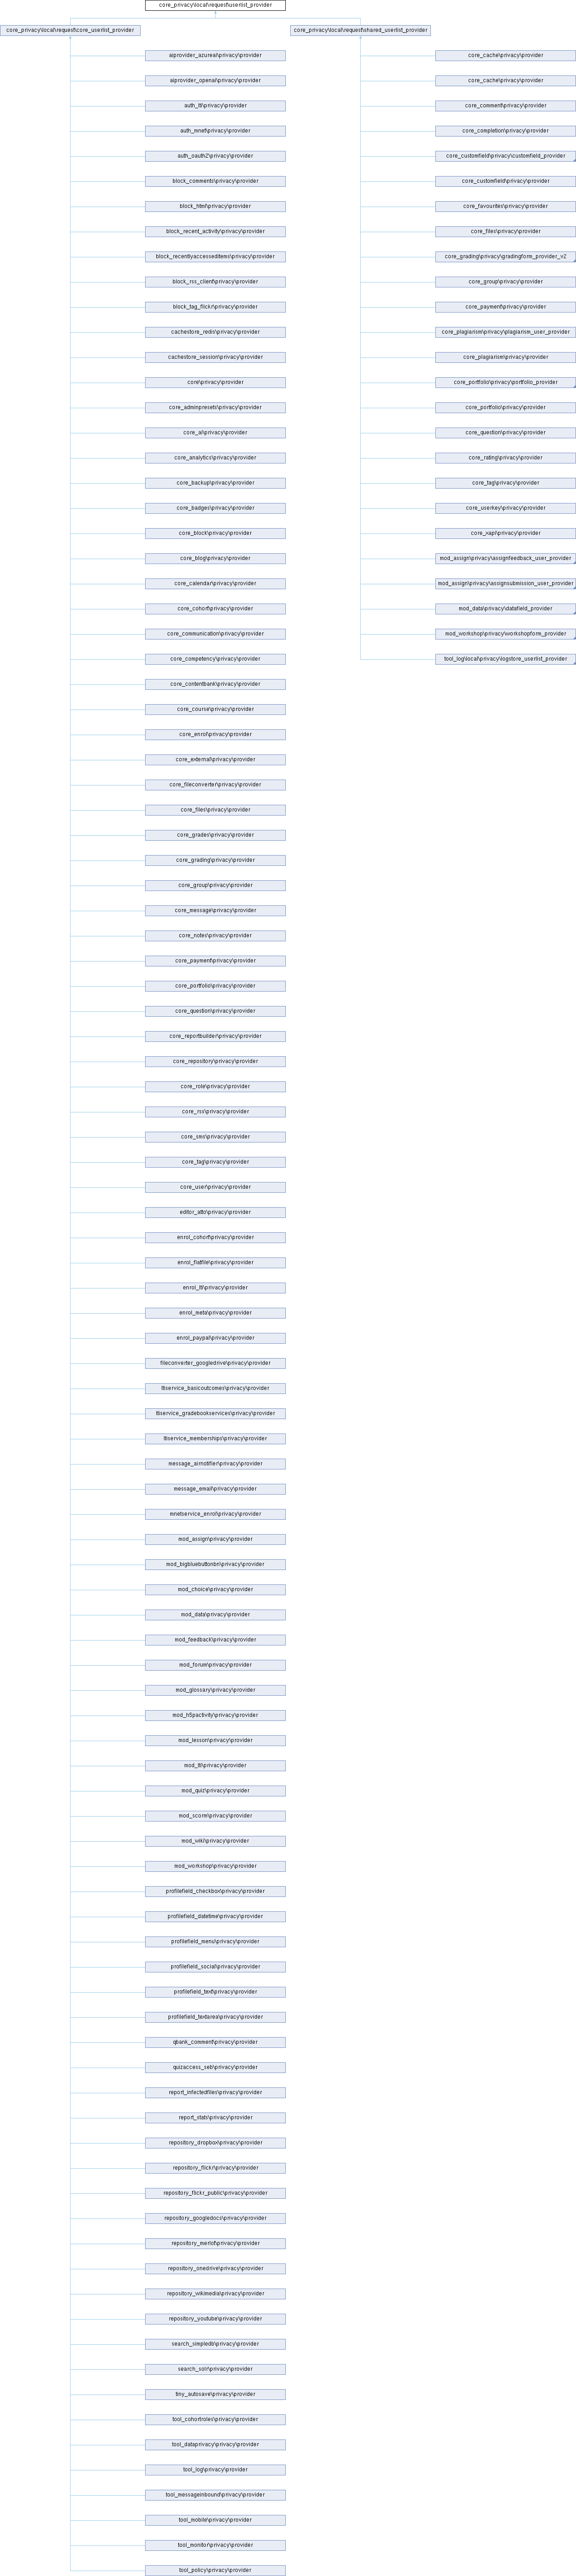 core_privacy\local\request\userlist_provider
core_privacy\local\request\core_userlist_provider
core_privacy\local\request\shared_userlist_provider
aiprovider_azureai\privacy\provider
aiprovider_openai\privacy\provider
auth_lti\privacy\provider
auth_mnet\privacy\provider
auth_oauth2\privacy\provider
block_comments\privacy\provider
block_html\privacy\provider
block_recent_activity\privacy\provider
block_recentlyaccesseditems\privacy\provider
block_rss_client\privacy\provider
block_tag_flickr\privacy\provider
cachestore_redis\privacy\provider
cachestore_session\privacy\provider
core\privacy\provider
core_adminpresets\privacy\provider
core_ai\privacy\provider
core_analytics\privacy\provider
core_backup\privacy\provider
core_badges\privacy\provider
core_block\privacy\provider
core_blog\privacy\provider
core_calendar\privacy\provider
core_cohort\privacy\provider
core_communication\privacy\provider
core_competency\privacy\provider
core_contentbank\privacy\provider
core_course\privacy\provider
core_enrol\privacy\provider
core_external\privacy\provider
core_fileconverter\privacy\provider
core_files\privacy\provider
core_grades\privacy\provider
core_grading\privacy\provider
core_group\privacy\provider
core_message\privacy\provider
core_notes\privacy\provider
core_payment\privacy\provider
core_portfolio\privacy\provider
core_question\privacy\provider
core_reportbuilder\privacy\provider
core_repository\privacy\provider
core_role\privacy\provider
core_rss\privacy\provider
core_sms\privacy\provider
core_tag\privacy\provider
core_user\privacy\provider
editor_atto\privacy\provider
enrol_cohort\privacy\provider
enrol_flatfile\privacy\provider
enrol_lti\privacy\provider
enrol_meta\privacy\provider
enrol_paypal\privacy\provider
fileconverter_googledrive\privacy\provider
ltiservice_basicoutcomes\privacy\provider
ltiservice_gradebookservices\privacy\provider
ltiservice_memberships\privacy\provider
message_airnotifier\privacy\provider
message_email\privacy\provider
mnetservice_enrol\privacy\provider
mod_assign\privacy\provider
mod_bigbluebuttonbn\privacy\provider
mod_choice\privacy\provider
mod_data\privacy\provider
mod_feedback\privacy\provider
mod_forum\privacy\provider
mod_glossary\privacy\provider
mod_h5pactivity\privacy\provider
mod_lesson\privacy\provider
mod_lti\privacy\provider
mod_quiz\privacy\provider
mod_scorm\privacy\provider
mod_wiki\privacy\provider
mod_workshop\privacy\provider
profilefield_checkbox\privacy\provider
profilefield_datetime\privacy\provider
profilefield_menu\privacy\provider
profilefield_social\privacy\provider
profilefield_text\privacy\provider
profilefield_textarea\privacy\provider
qbank_comment\privacy\provider
quizaccess_seb\privacy\provider
report_infectedfiles\privacy\provider
report_stats\privacy\provider
repository_dropbox\privacy\provider
repository_flickr\privacy\provider
repository_flickr_public\privacy\provider
repository_googledocs\privacy\provider
repository_merlot\privacy\provider
repository_onedrive\privacy\provider
repository_wikimedia\privacy\provider
repository_youtube\privacy\provider
search_simpledb\privacy\provider
search_solr\privacy\provider
tiny_autosave\privacy\provider
tool_cohortroles\privacy\provider
tool_dataprivacy\privacy\provider
tool_log\privacy\provider
tool_messageinbound\privacy\provider
tool_mobile\privacy\provider
tool_monitor\privacy\provider
tool_policy\privacy\provider
core_cache\privacy\provider
core_cache\privacy\provider
core_comment\privacy\provider
core_completion\privacy\provider
core_customfield\privacy\customfield_provider
core_customfield\privacy\provider
core_favourites\privacy\provider
core_files\privacy\provider
core_grading\privacy\gradingform_provider_v2
core_group\privacy\provider
core_payment\privacy\provider
core_plagiarism\privacy\plagiarism_user_provider
core_plagiarism\privacy\provider
core_portfolio\privacy\portfolio_provider
core_portfolio\privacy\provider
core_question\privacy\provider
core_rating\privacy\provider
core_tag\privacy\provider
core_userkey\privacy\provider
core_xapi\privacy\provider
mod_assign\privacy\assignfeedback_user_provider
mod_assign\privacy\assignsubmission_user_provider
mod_data\privacy\datafield_provider
mod_workshop\privacy\workshopform_provider
tool_log\local\privacy\logstore_userlist_provider